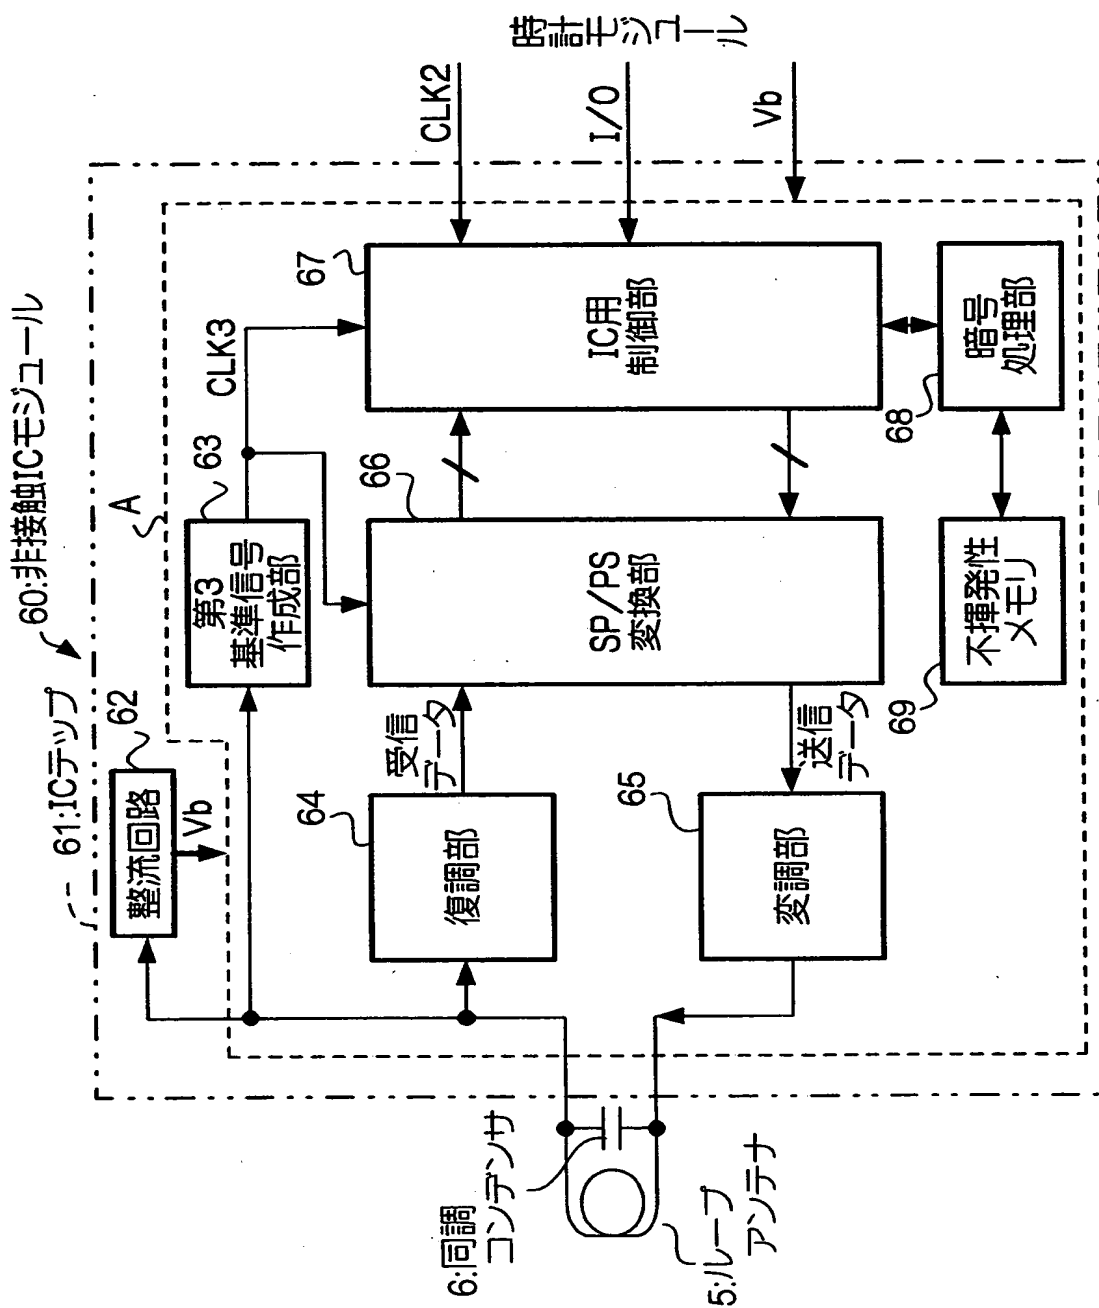 60:非接触ICモジュール
61:ICテップ
62
整流回路
Vb
A
63
第3
基準信号
作成部
CLK3
64
復調部
受信
データ
65
変調部
送信
データ
66
SP/PS
変換部
67
IC用
制御部
68
暗号
処理部
69
不揮発性
メモリ
CLK2
I/O
Vb
時計モジュール
6:同調
コンデンサ
5:ループ
アンテナ